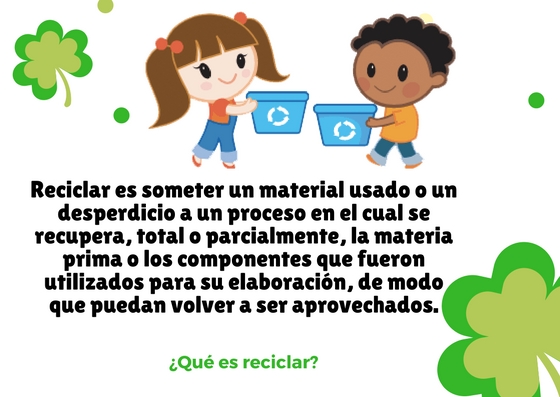 Reciclar es someter un material usado o un
desperdicio a un proceso en el cual se
recupera, total o parcialmente, la materia
prima o los componentes que fueron
utilizados para su elaboración, de modo
que puedan volver a ser aprovechados.
¿Qué es reciclar?